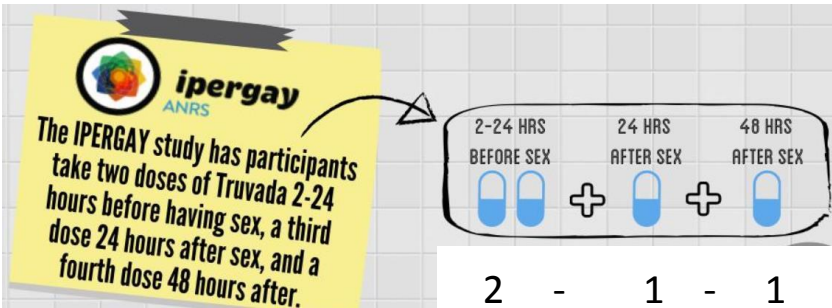 ipergay
ANRS
The IPERGAY study has participants
take two doses of Truvada 2-24
hours before having sex, a third
dose 24 hours after sex, and a
fourth dose 48 hours after.
2-24 HRS
BEFORE SEX
24 HRS
AFTER SEX
48 HRS
AFTER SEX
2 - 1 - 1